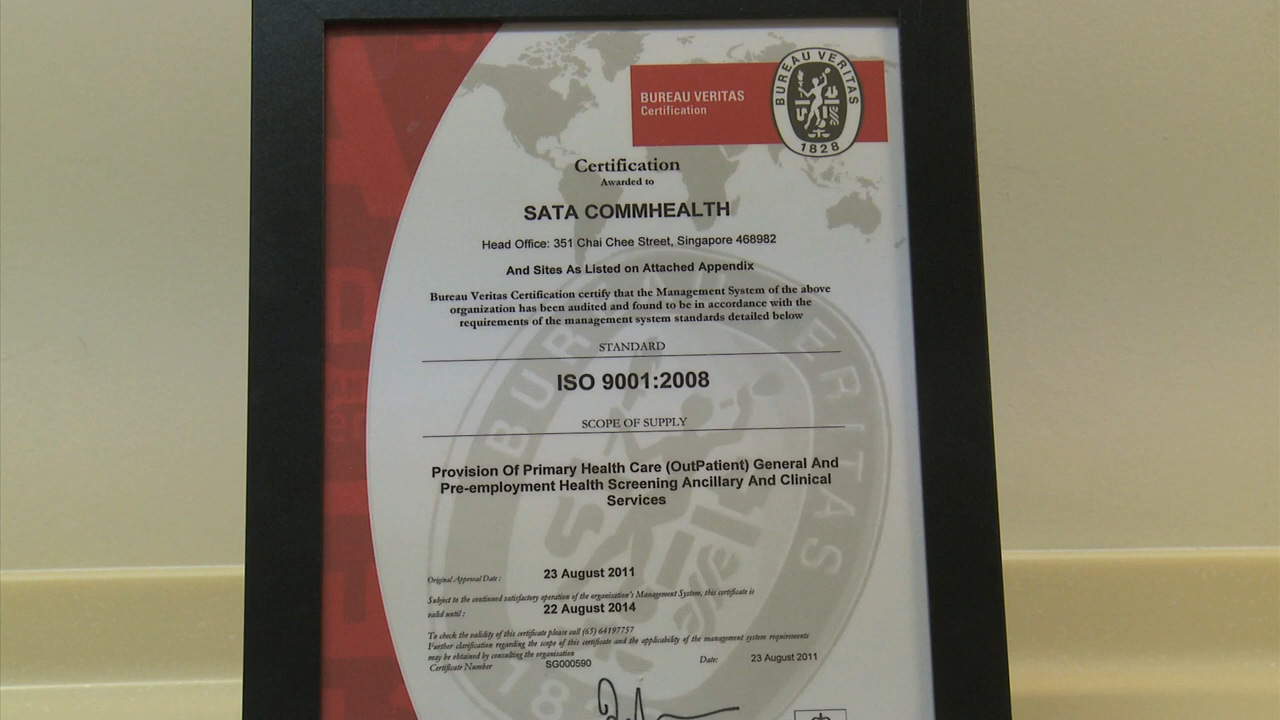 BUREAU VERITAS
Certification
BUREAU VERITAS
1828
Certification
Awarded to
SATA COMMHEALTH
Head Office: 351 Chai Chee Street, Singapore 468982
And Sites As Listed on Attached Appendix
Bureau Veritas Certification certify that the Management System of the above
organization has been audited and found to be in accordance with the
requirements of the management system standards detailed below
STANDARD
ISO 9001:2008
SCOPE OF SUPPLY
Provision Of Primary Health Care (OutPatient) General And
Pre-employment Health Screening Ancillary And Clinical
Services
Original Approval Date : 23 August 2011
Subject to the continued satisfactory operation of the organisation's Management System, this certificate is
valid until : 22 August 2014
To check the validity of this certificate please call (65) 64197757
Further clarification regarding the scope of this certificate and the applicability of the management system requirements
may be obtained by consulting the organisation
Certificate Number SG000590 Date: 23 August 2011